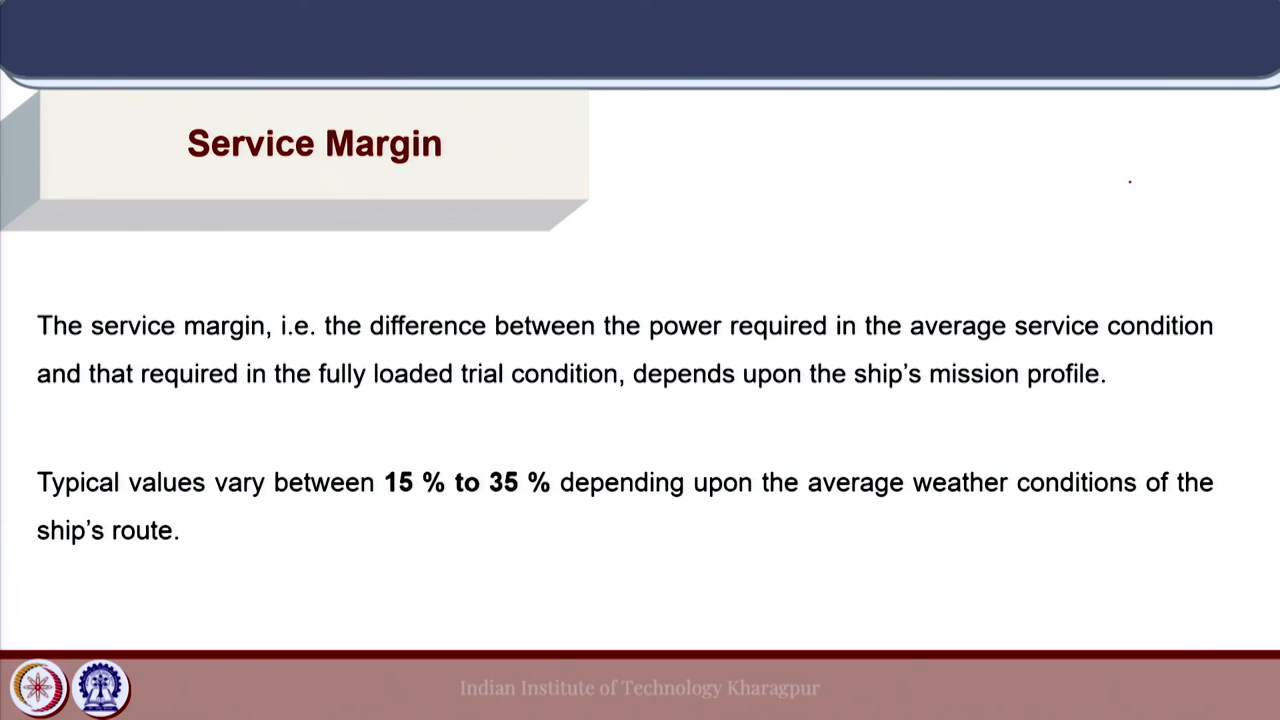 Service Margin
The service margin, i.e. the difference between the power required in the average service condition
and that required in the fully loaded trial condition, depends upon the ship’s mission profile.
Typical values vary between 15 % to 35 % depending upon the average weather conditions of the
ship’s route.
Indian Institute of Technology Kharagpur